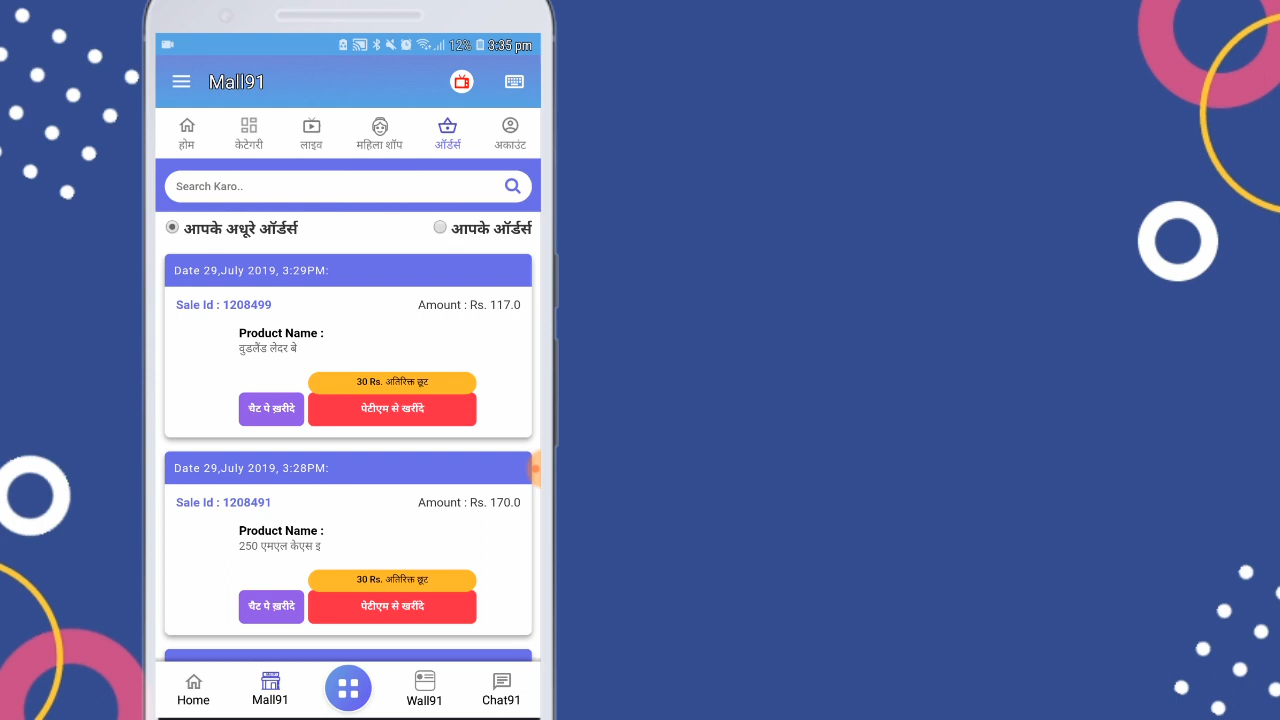 12% 3:35 pm
Mall91
होम केटेगरी लाइव महिला शॉप ऑर्डर्स अकाउंट
Search Karo..
आपके अधूरे ऑर्डर्स आपके ऑर्डर्स
Date 29,July 2019, 3:29PM:
Sale Id : 1208499 Amount : Rs. 117.0
Product Name :
वुडलैंड लेदर बे
30 Rs. अतिरिक्त छूट
चैट पे ख़रीदे पेटीएम से खरीदे
Date 29,July 2019, 3:28PM:
Sale Id : 1208491 Amount : Rs. 170.0
Product Name :
250 एमएल केएस इ
30 Rs. अतिरिक्त छूट
चैट पे ख़रीदे पेटीएम से खरीदे
Home Mall91 Wall91 Chat91